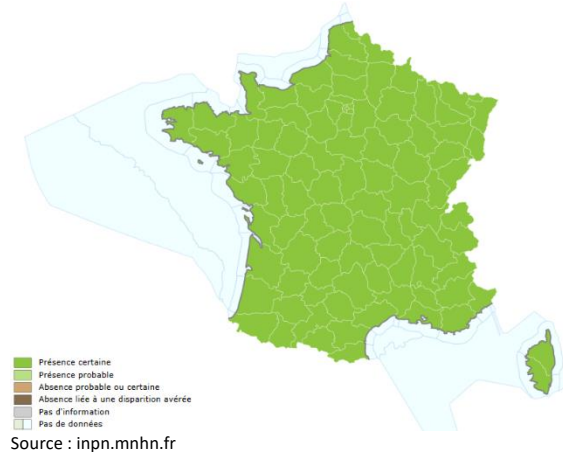 Présence certaine
Présence probable
Absence probable ou certaine
Absence liée à une disparition avérée
Pas d'information
Pas de données
Source : inpn.mnhn.fr